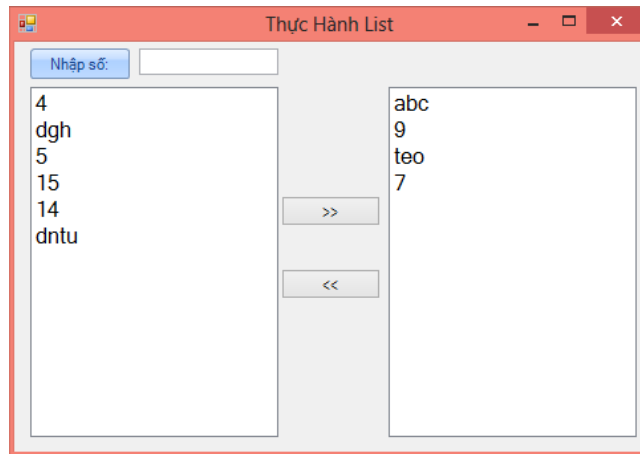 Thực Hành List
Nhập số:
4
dgh
5
15
14
dntu
>>
<<
abc
9
teo
7